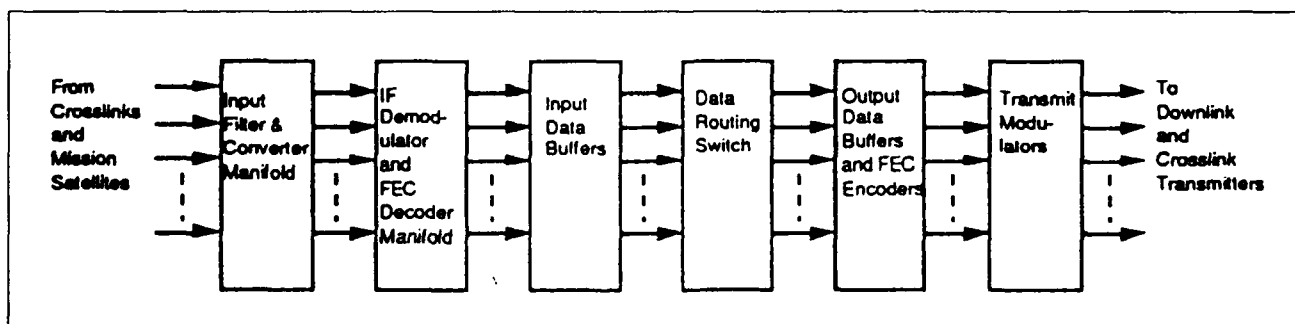 From
Crosslinks
and
Mission
Satellites
Input
Filter &
Converter
Manifold
IF
Demod-
ulator
and
FEC
Decoder
Manifold
Input
Data
Buffers
Data
Routing
Switch
Output
Data
Buffers
and FEC
Encoders
Transmit
Modu-
lators
To
Downlink
and
Crosslink
Transmitters